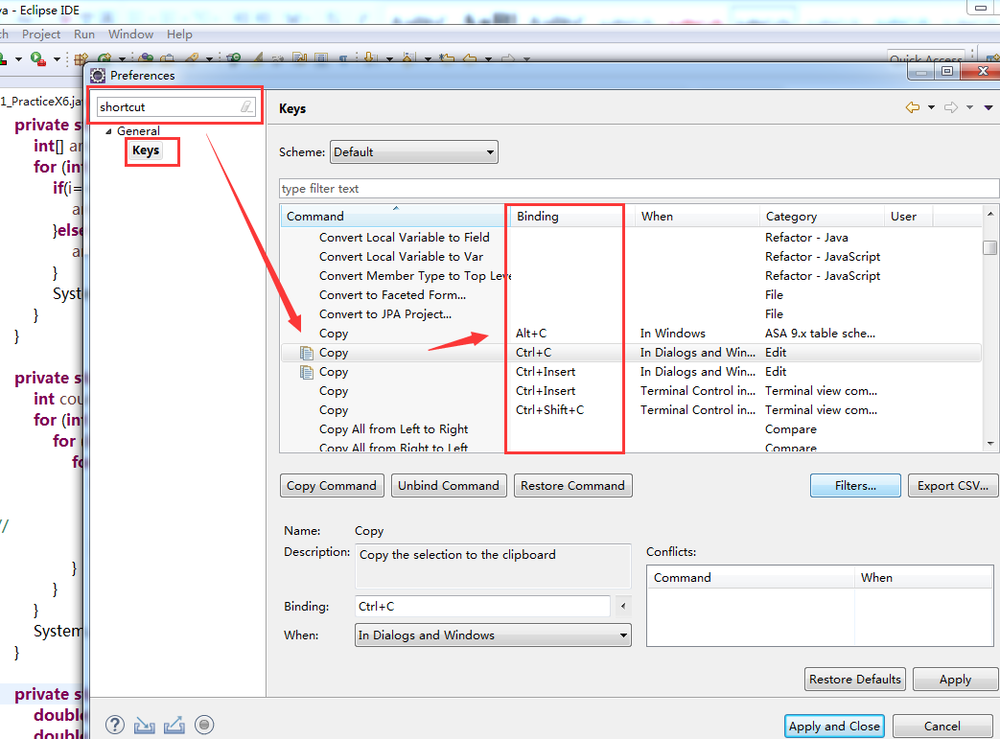 va - Eclipse IDE
ch Project Run Window Help
Quick Access
Preferences
1_PracticeX6.ja
shortcut
Keys
General
Keys
Scheme: Default
type filter text
Command Binding When Category User
Convert Local Variable to Field Refactor - Java
Convert Local Variable to Var Refactor - JavaScript
Convert Member Type to Top Leve Refactor - JavaScript
Convert to Faceted Form... File
Convert to JPA Project... File
Copy Alt+C In Windows ASA 9.x table sche...
Copy Ctrl+C In Dialogs and Win... Edit
Copy Ctrl+Insert In Dialogs and Win... Edit
Copy Ctrl+Insert Terminal Control in... Terminal view com...
Copy Ctrl+Shift+C Terminal Control in... Terminal view com...
Copy All from Left to Right Compare
Copy All from Right to Left Compare
Copy Command Unbind Command Restore Command Filters... Export CSV...
Name: Copy
Description: Copy the selection to the clipboard
Conflicts:
Command When
Binding: Ctrl+C
When: In Dialogs and Windows
Restore Defaults Apply
Apply and Close Cancel
private s
int[] ar
for (int
if(i=
ar
}else
ar
}
Syst
}
}
private s
int cou
for (int
for (
fo
//
}
}
}
System
}
private s
double
double